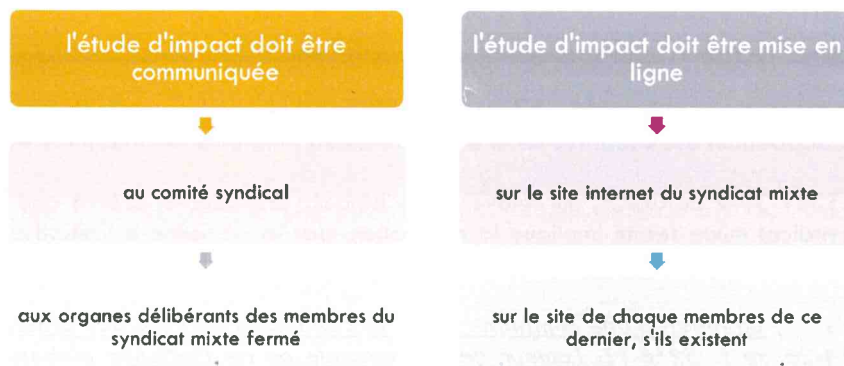 l'étude d'impact doit être
communiquée
au comité syndical
aux organes délibérants des membres du
syndicat mixte fermé
l'étude d'impact doit être mise en
ligne
sur le site internet du syndicat mixte
sur le site de chaque membres de ce
dernier, s'ils existent